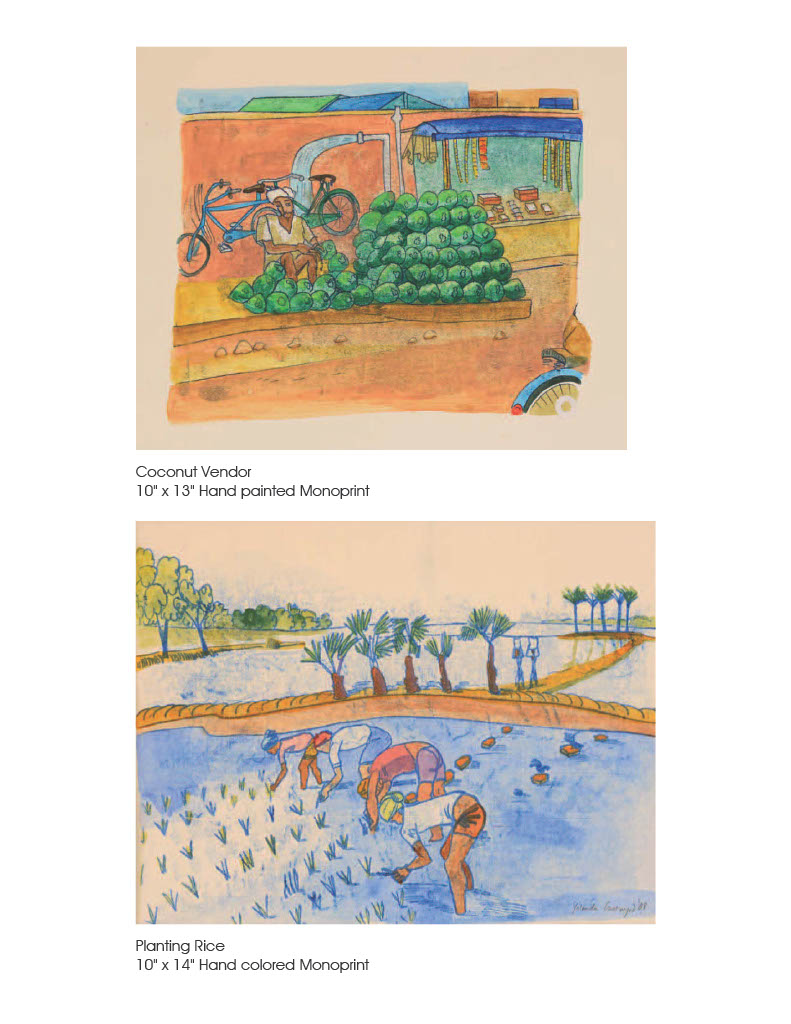 Coconut Vendor
10" x 13" Hand painted Monoprint
Planting Rice
10" x 14" Hand colored Monoprint